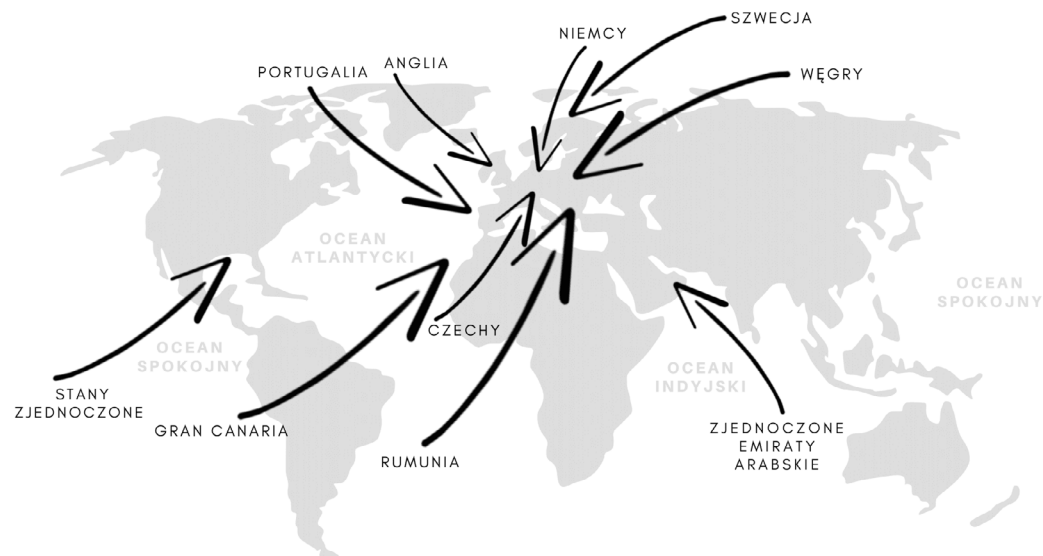 SZWECJA
NIEMCY
ANGLIA
PORTUGALIA
WĘGRY
OCEAN
ATLANTYCKI
OCEAN
SPOKOJNY
CZECHY
OCEAN
SPOKOJNY
OCEAN
INDYJSKI
STANY
ZJEDNOCZONE
GRAN CANARIA
ZJEDNOCZONE
EMIRATY
ARABSKIE
RUMUNIA